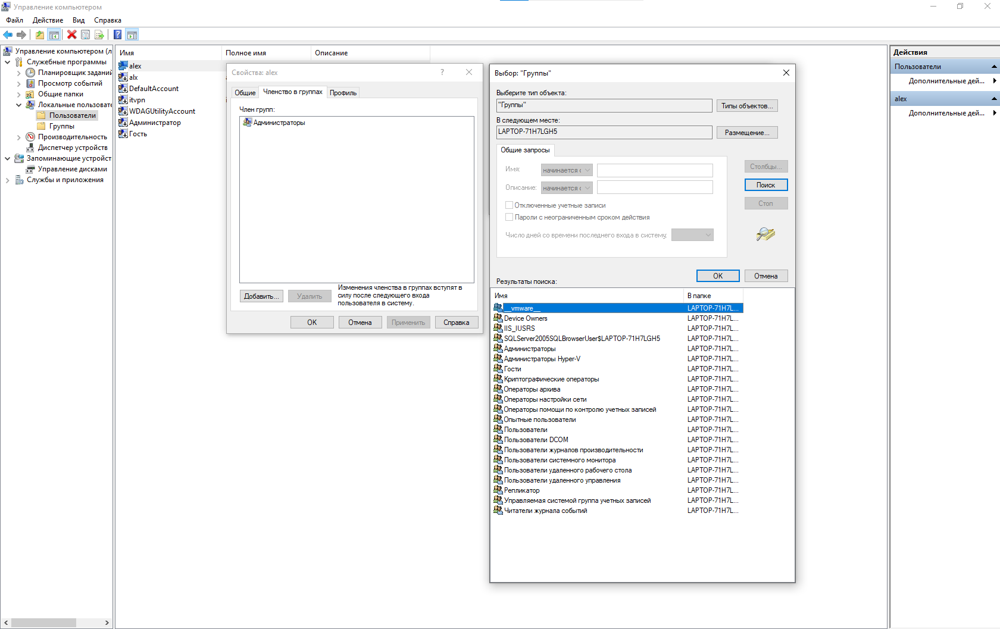 Управление компьютером
Файл Действие Вид Справка
Управление компьютером (л
Служебные программы
Планировщик заданий
Просмотр событий
Общие папки
Локальные пользовате
Пользователи
Группы
Производительность
Диспетчер устройств
Запоминающие устройст
Управление дисками
Службы и приложения
Имя Полное имя Описание
alex
alx
DefaultAccount
itvpn
WDAGUtilityAccount
Администратор
Гость
Свойства: alex ?
Общие Членство в группах Профиль
Член групп:
Администраторы
Добавить... Удалить
Изменения членства в группах вступят в
силу после следующего входа
пользователя в систему.
ОК Отмена Применить Справка
Выбор: "Группы"
Выберите тип объекта:
"Группы" Типы объектов...
В следующем месте:
LAPTOP-71H7LGH5 Размещение...
Общие запросы
Имя: начинается с
Описание: начинается с
Отключенные учетные записи
Пароли с неограниченным сроком действия
Число дней со времени последнего входа в систему:
Столбцы...
Поиск
Стоп
ОК Отмена
Результаты поиска:
Имя В папке
__vmware__ LAPTOP-71H7L...
Device Owners LAPTOP-71H7L...
IIS_IUSRS LAPTOP-71H7L...
SQLServer2005SQLBrowserUser$LAPTOP-71H7LGH5 LAPTOP-71H7L...
Администраторы LAPTOP-71H7L...
Администраторы Hyper-V LAPTOP-71H7L...
Гости LAPTOP-71H7L...
Криптографические операторы LAPTOP-71H7L...
Операторы архива LAPTOP-71H7L...
Операторы настройки сети LAPTOP-71H7L...
Операторы помощи по контролю учетных записей LAPTOP-71H7L...
Опытные пользователи LAPTOP-71H7L...
Пользователи LAPTOP-71H7L...
Пользователи DCOM LAPTOP-71H7L...
Пользователи журналов производительности LAPTOP-71H7L...
Пользователи системного монитора LAPTOP-71H7L...
Пользователи удаленного рабочего стола LAPTOP-71H7L...
Пользователи удаленного управления LAPTOP-71H7L...
Репликатор LAPTOP-71H7L...
Управляемая системой группа учетных записей LAPTOP-71H7L...
Читатели журнала событий LAPTOP-71H7L...
Действия
Пользователи
Дополнительные дей...
alex
Дополнительные дей...